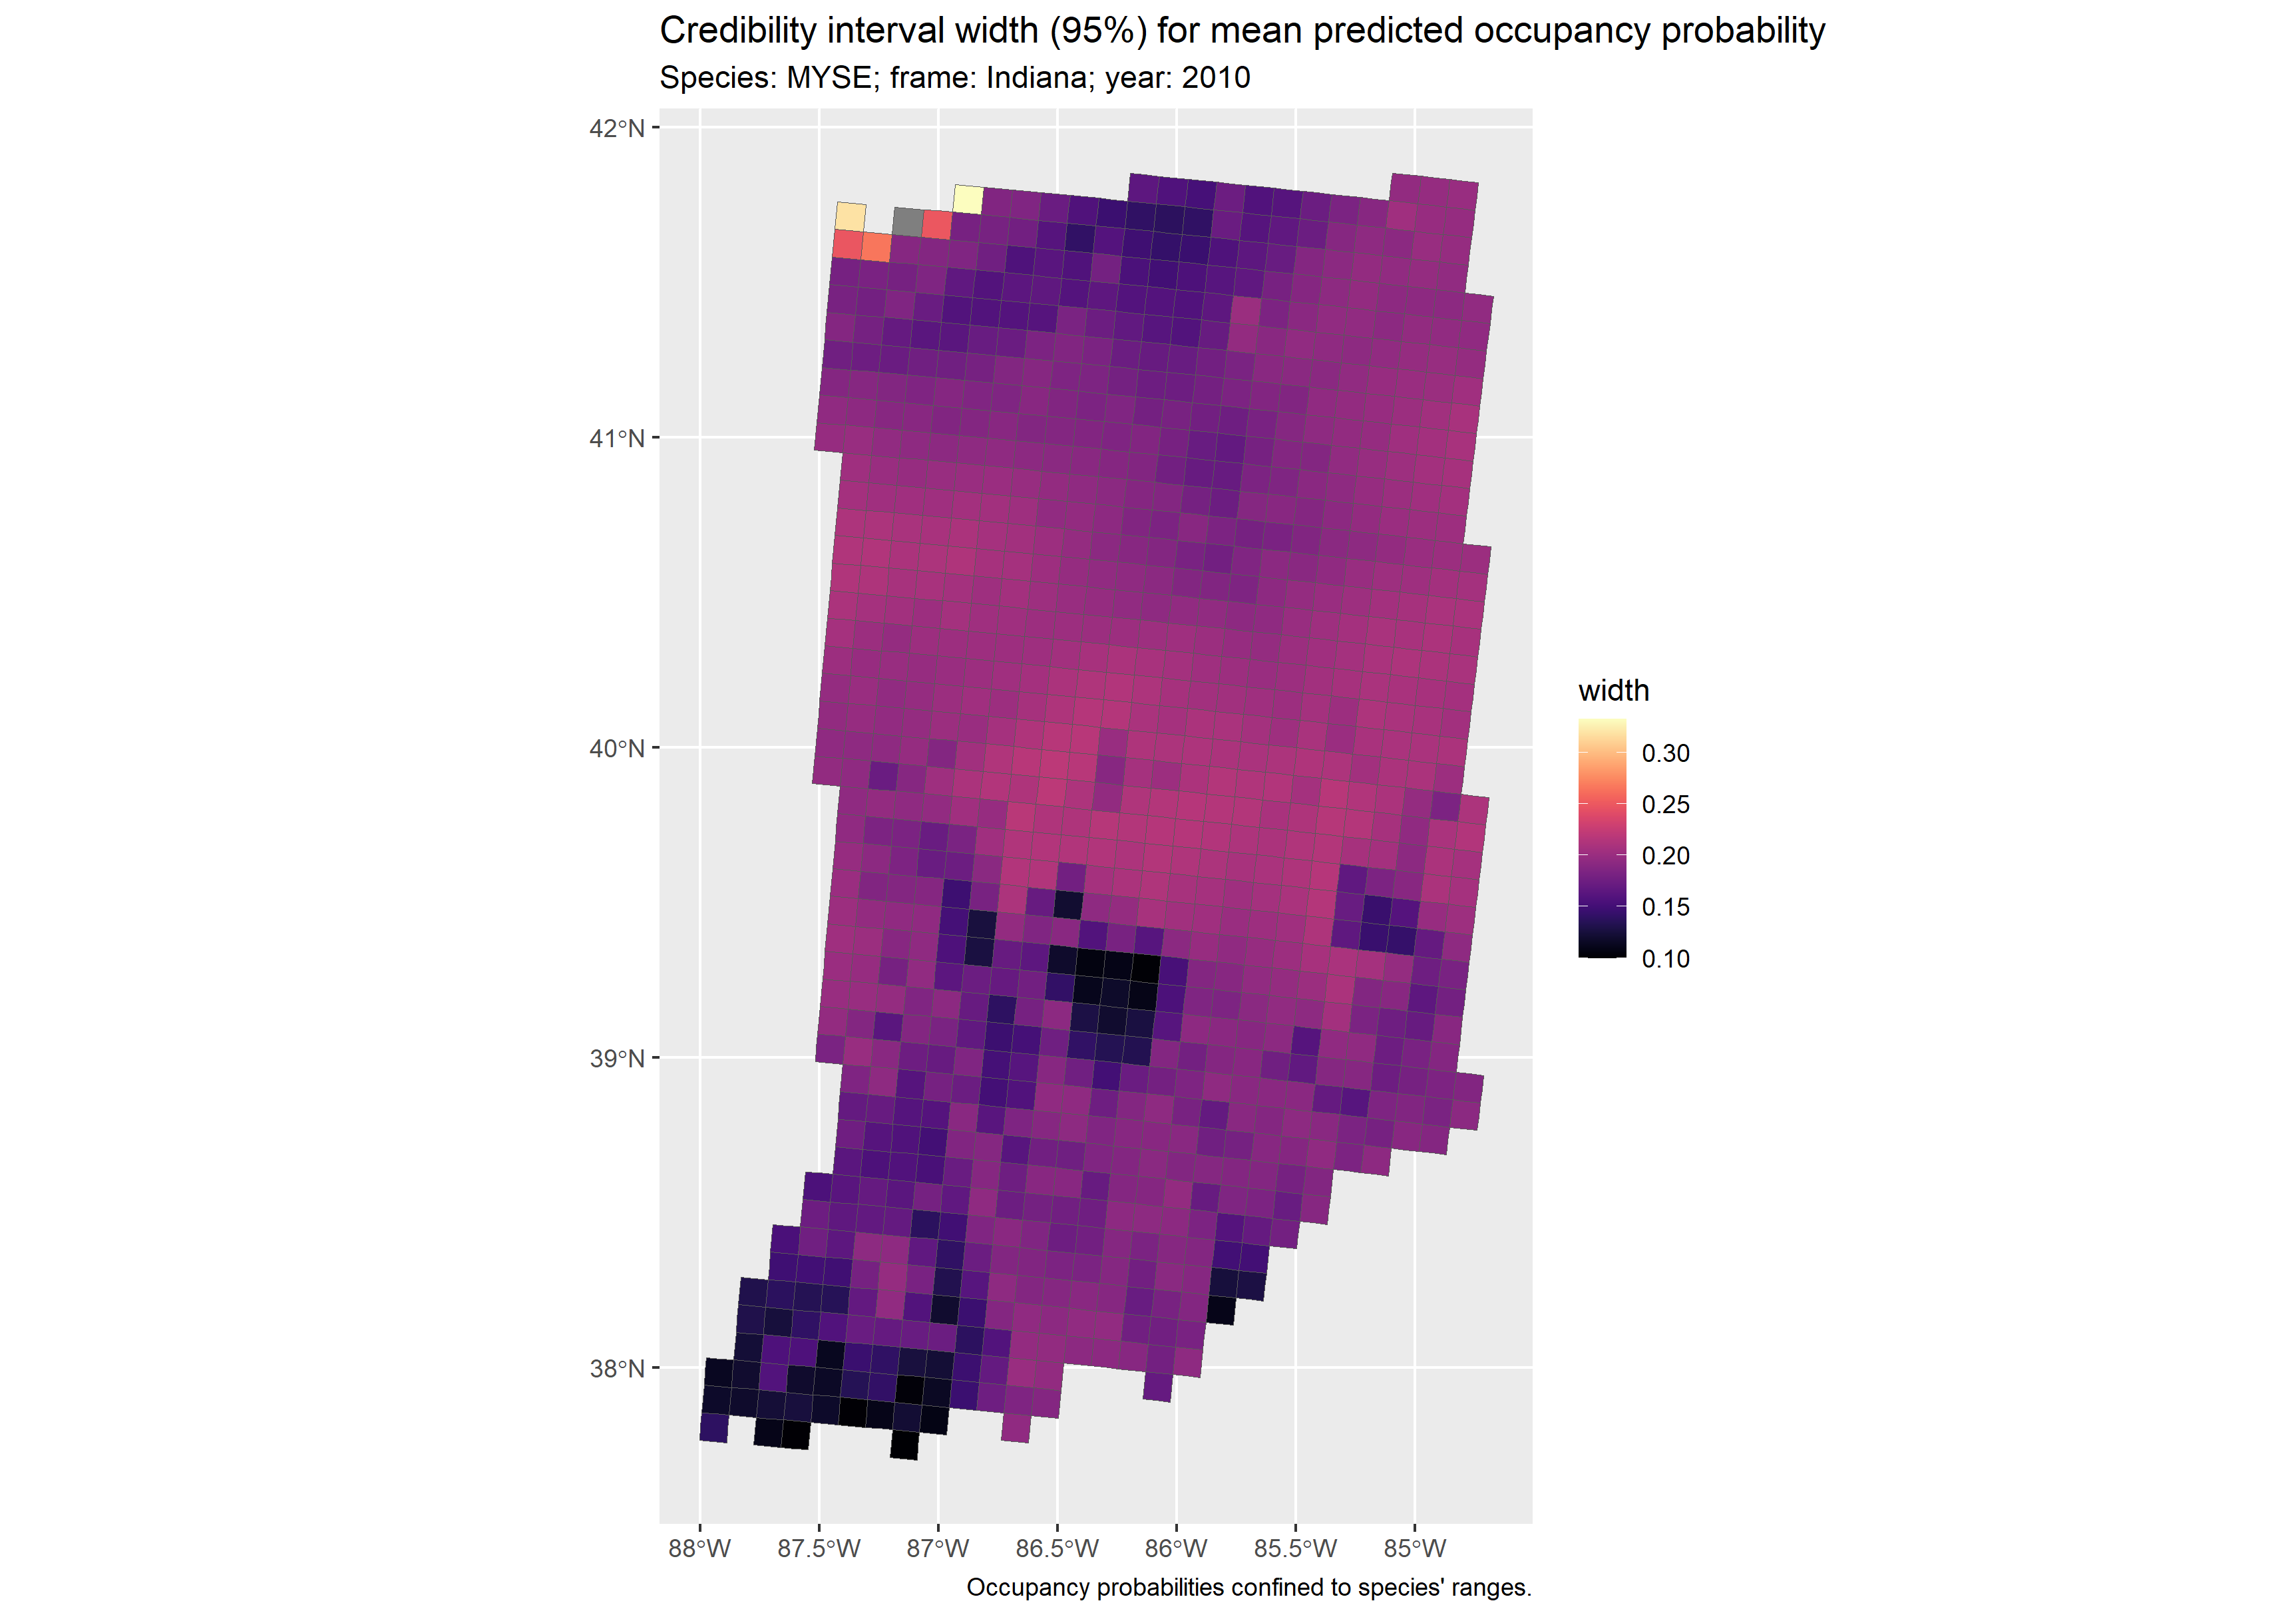 Credibility interval width (95%) for mean predicted occupancy probability
Species: MYSE; frame: Indiana; year: 2010
42°N
41°N
40°N
39°N
38°N
88°W 87.5°W 87°W 86.5°W 86°W 85.5°W 85°W
width
0.30
0.25
0.20
0.15
0.10
Occupancy probabilities confined to species' ranges.